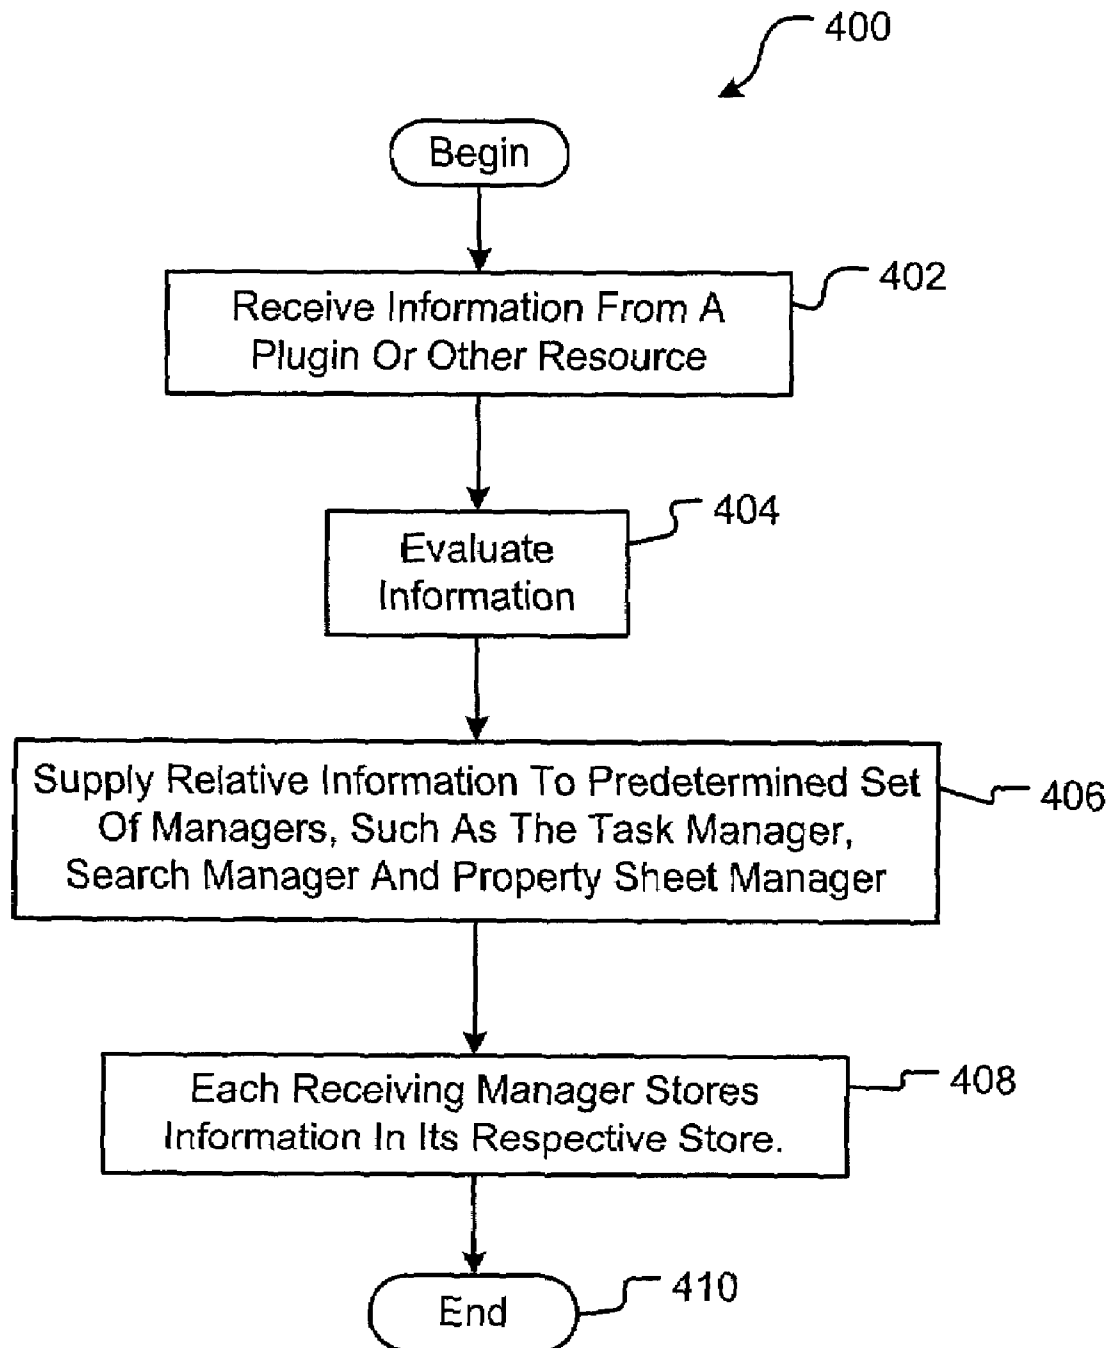 400
Begin
402
Receive Information From A
Plugin Or Other Resource
404
Evaluate
Information
Supply Relative Information To Predetermined Set
Of Managers, Such As The Task Manager,
Search Manager And Property Sheet Manager
406
Each Receiving Manager Stores
Information In Its Respective Store.
408
End
410